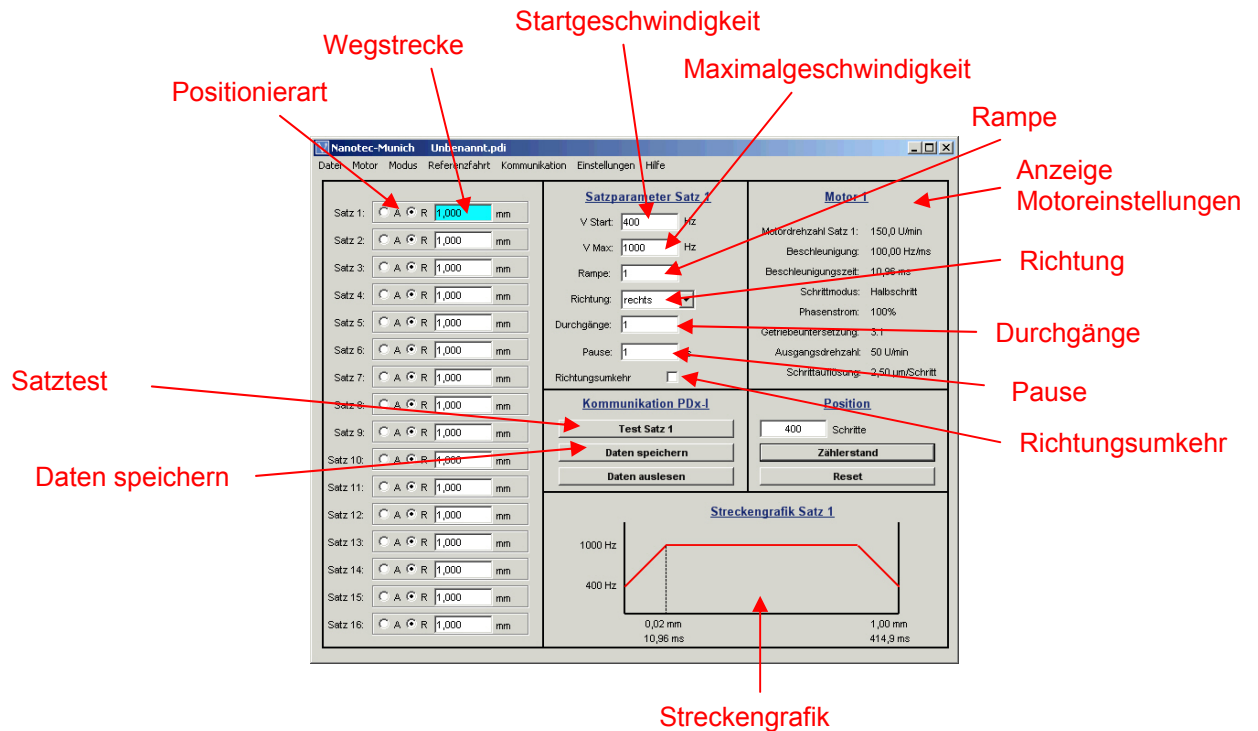 Startgeschwindigkeit
Wegstrecke
Maximalgeschwindigkeit
Positionierart
Rampe
Anzeige
Motoreinstellungen
Richtung
Durchgänge
Pause
Richtungsumkehr
Satztest
Daten speichern
Streckengrafik
Nanotec-Munich Unbenannt.pdi
Datei Motor Modus Referenzfahrt Kommunikation Einstellungen Hilfe
Satz 1: A R 1,000 mm
Satz 2: A R 1,000 mm
Satz 3: A R 1,000 mm
Satz 4: A R 1,000 mm
Satz 5: A R 1,000 mm
Satz 6: A R 1,000 mm
Satz 7: A R 1,000 mm
Satz 8: A R 1,000 mm
Satz 9: A R 1,000 mm
Satz 10: A R 1,000 mm
Satz 11: A R 1,000 mm
Satz 12: A R 1,000 mm
Satz 13: A R 1,000 mm
Satz 14: A R 1,000 mm
Satz 15: A R 1,000 mm
Satz 16: A R 1,000 mm
Satzparameter Satz 1
V Start: 400 Hz
V Max: 1000 Hz
Rampe: 1
Richtung: rechts
Durchgänge: 1
Pause: 1
Richtungsumkehr
Motor 1
Motordrehzahl Satz 1: 150,0 U/min
Beschleunigung: 100,00 Hz/ms
Beschleunigungszeit: 10,96 ms
Schrittmodus: Halbschritt
Phasenstrom: 100%
Getriebeuntersetzung: 3:1
Ausgangsdrehzahl: 50 U/min
Schrittauflösung: 2,50 µm/Schritt
Kommunikation PDx-I
Test Satz 1
Daten speichern
Daten auslesen
Position
400 Schritte
Zählerstand
Reset
Streckengrafik Satz 1
1000 Hz
400 Hz
0,02 mm 1,00 mm
10,96 ms 414,9 ms